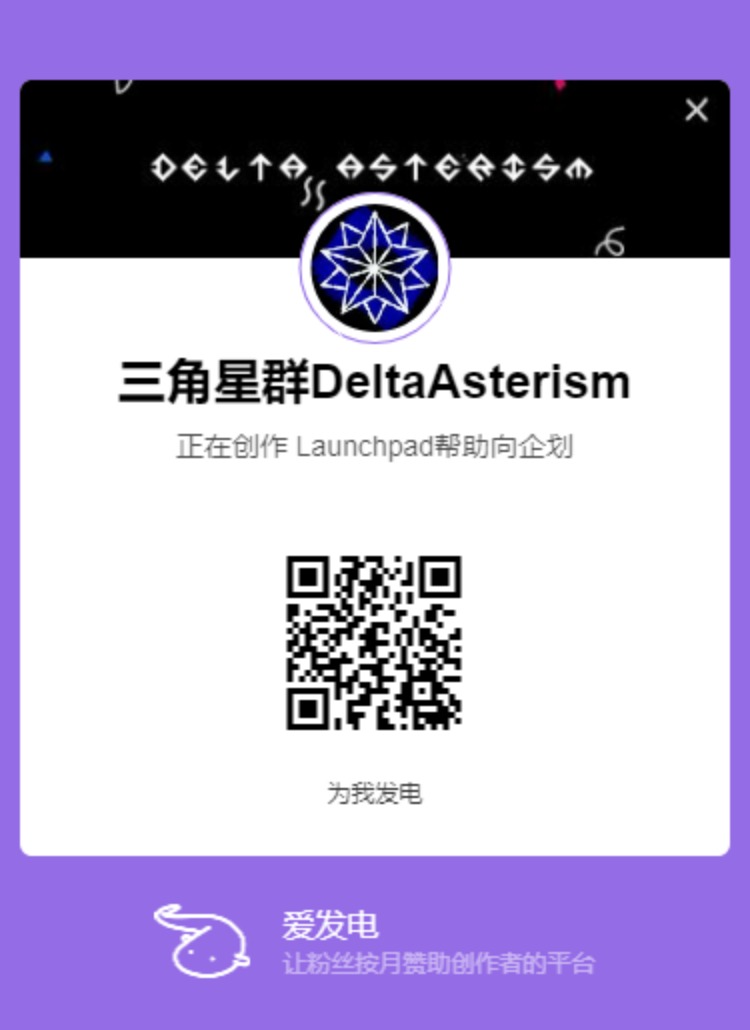 DELTA ASTERISM
三角星群DeltaAsterism
正在创作 Launchpad帮助向企划
为我发电
爱发电
让粉丝按月赞助创作者的平台